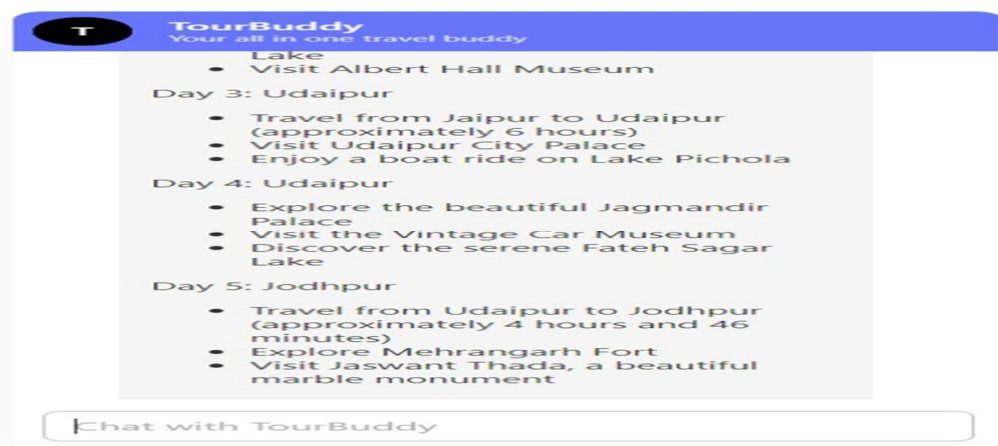 T
TourBuddy
Your all in one travel buddy
Lake
• Visit Albert Hall Museum
Day 3: Udaipur
• Travel from Jaipur to Udaipur
(approximately 6 hours)
• Visit Udaipur City Palace
• Enjoy a boat ride on Lake Pichola
Day 4: Udaipur
• Explore the beautiful Jagmandir
Palace
• Visit the Vintage Car Museum
• Discover the serene Fateh Sagar
Lake
Day 5: Jodhpur
• Travel from Udaipur to Jodhpur
(approximately 4 hours and 46
minutes)
• Explore Mehrangarh Fort
• Visit Jaswant Thada, a beautiful
marble monument
Chat with TourBuddy